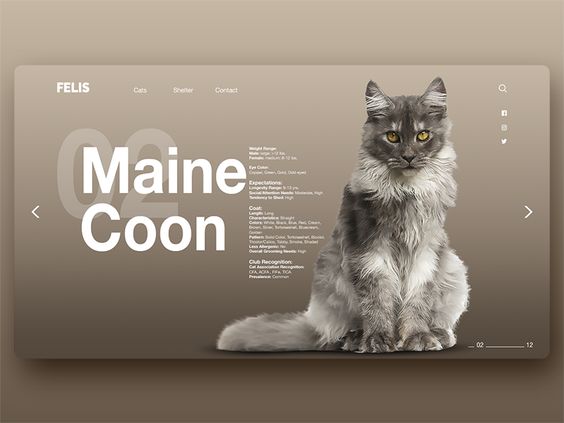 FELIS
Cats
Shelter
Contact
02
Maine
Coon
Weight Range:
Male: large: >12 lbs.
Female: medium: 8-12 lbs.
Eye Color:
Copper, Green, Gold, Odd-eyed
Expectations:
Longevity Range: 9-13 yrs.
Social/Attention Needs: Moderate, High
Tendency to Shed: High
Coat:
Length: Long
Characteristics: Straight
Colors: White, Black, Blue, Red, Cream,
Brown, Silver, Tortoiseshell, Bluecream,
Golden
Pattern: Solid Color, Tortoiseshell, Bicolor,
Tricolor/Calico, Tabby, Smoke, Shaded
Less Allergenic: No
Overall Grooming Needs: High
Club Recognition:
Cat Association Recognition:
CFA, ACFA, FIFe, TICA
Prevalence: Common
02
12